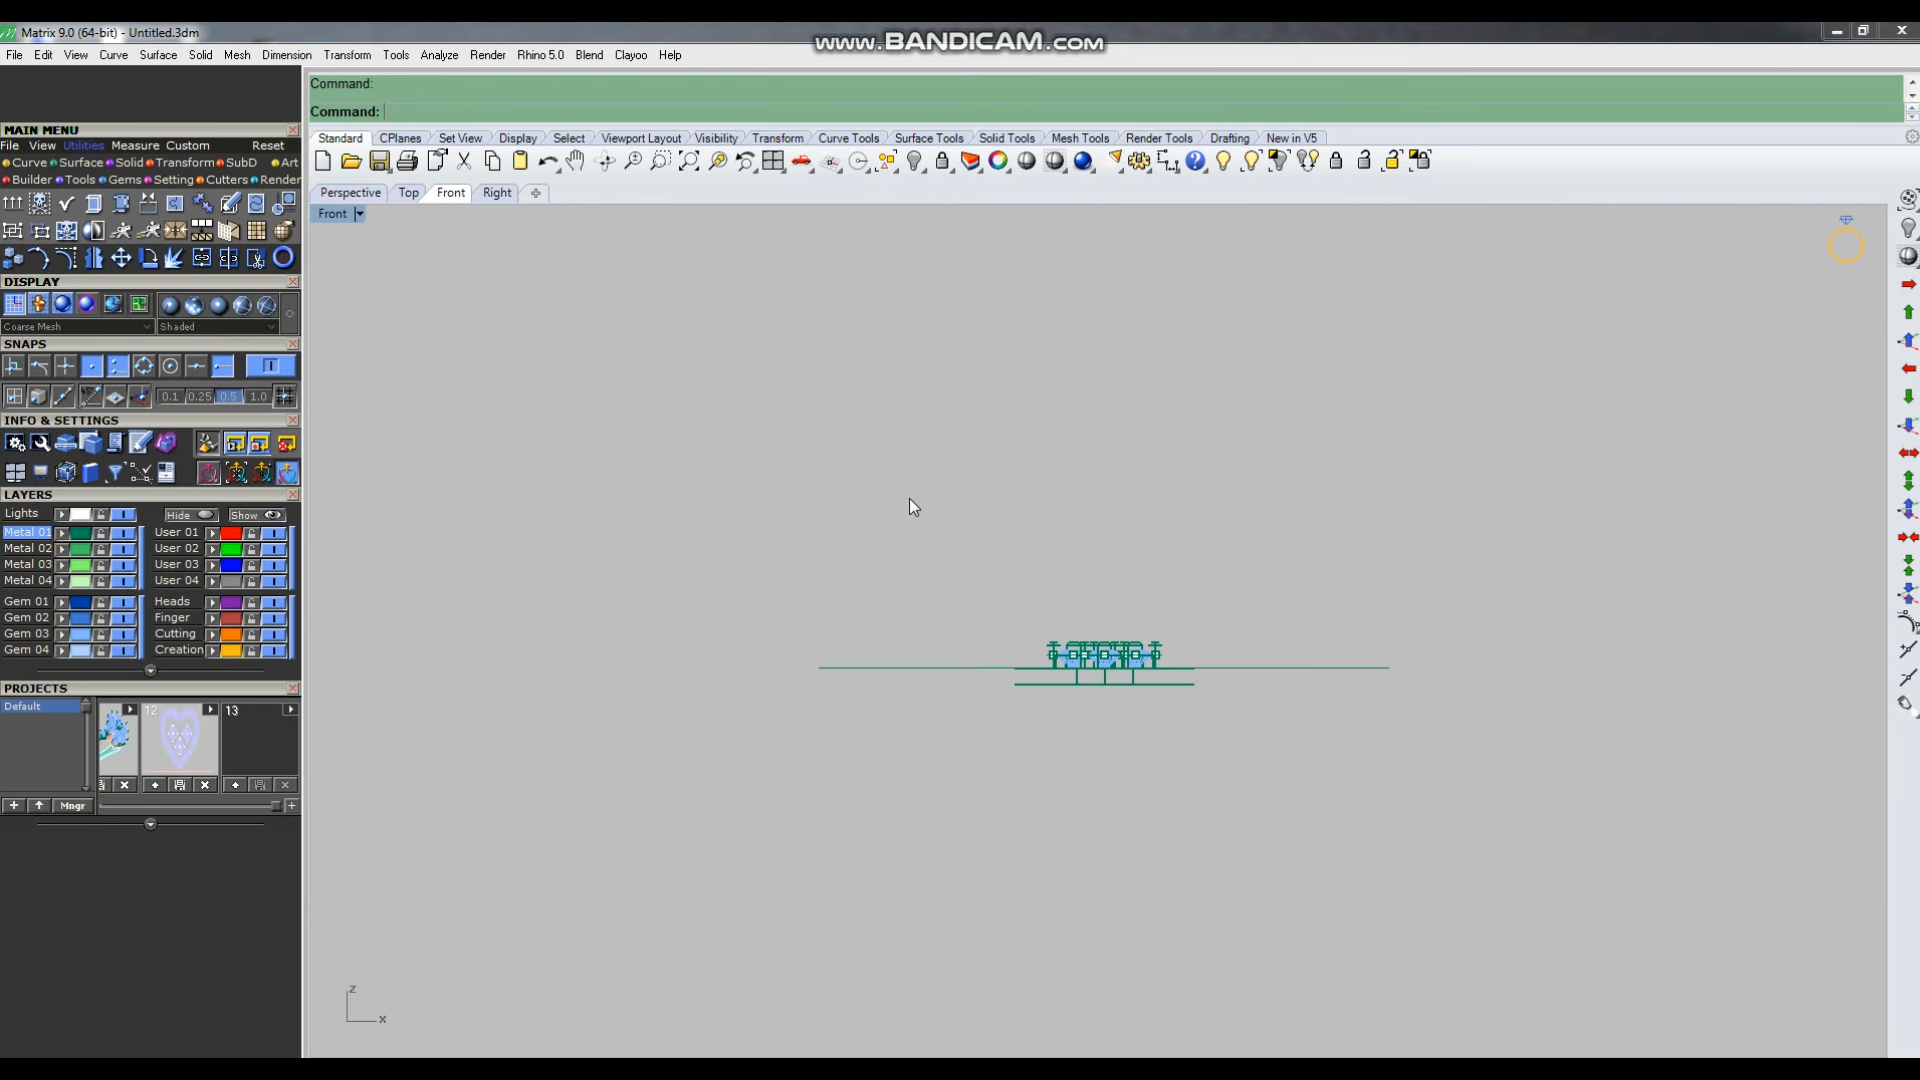 Matrix 9.0 (64-bit) - Untitled.3dm
www.BANDICAM.com
File Edit View Curve Surface Solid Mesh Dimension Transform Tools Analyze Render Rhino 5.0 Blend Clayoo Help
Command:
Command:
Standard CPlanes Set View Display Select Viewport Layout Visibility Transform Curve Tools Surface Tools Solid Tools Mesh Tools Render Tools Drafting New in V5
Perspective Top Front Right
Front
MAIN MENU
File View Utilities Measure Custom Reset
Curve Surface Solid Transform SubD Art
Builder Tools Gems Setting Cutters Render
DISPLAY
Coarse Mesh Shaded
SNAPS
0.1 0.25 0.5 1.0
INFO & SETTINGS
LAYERS
Lights Hide Show
Metal 01 User 01
Metal 02 User 02
Metal 03 User 03
Metal 04 User 04
Gem 01 Heads
Gem 02 Finger
Gem 03 Cutting
Gem 04 Creation
PROJECTS
Default 12 13
Mngr
z
x